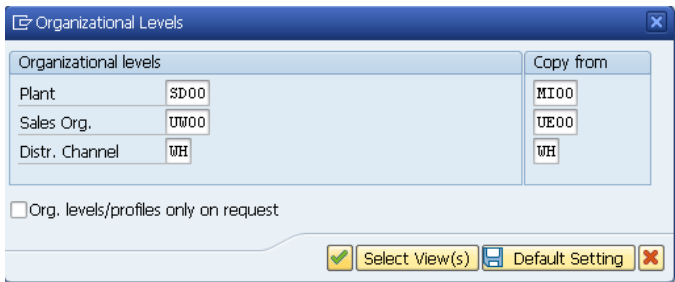 Organizational Levels
Organizational levels Copy from
Plant SD00 MI00
Sales Org. UW00 UE00
Distr. Channel WH WH
Org. levels/profiles only on request
Select View(s) Default Setting